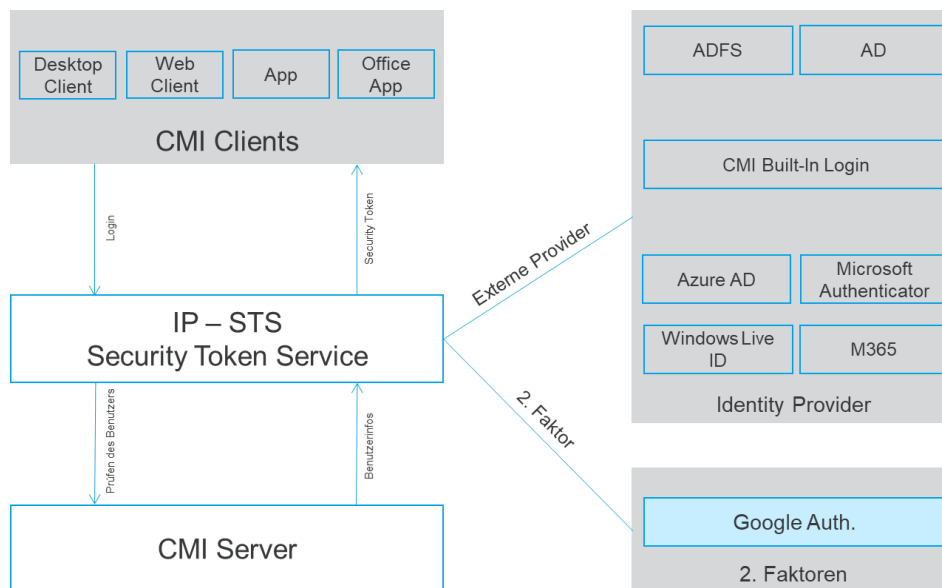 Desktop
Client
Web
Client
App
Office
App
CMI Clients
Login
Security Token
IP – STS
Security Token Service
Prüfen des Benutzers
Benutzerinfos
CMI Server
Externe Provider
2. Faktor
ADFS
AD
CMI Built-In Login
Azure AD
Microsoft
Authenticator
Windows Live
ID
M365
Identity Provider
Google Auth.
2. Faktoren